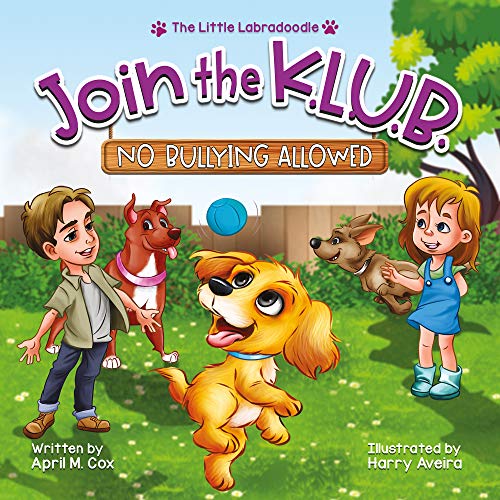 The Little Labradoodle
Join the K.L.U.B.
NO BULLYING ALLOWED
Written by
April M. Cox
Illustrated by
Harry Aveira